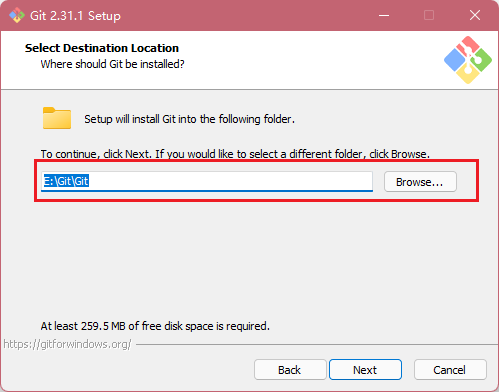 Git 2.31.1 Setup
Select Destination Location
Where should Git be installed?
Setup will install Git into the following folder.
To continue, click Next. If you would like to select a different folder, click Browse.
E:\Git\Git
Browse...
At least 259.5 MB of free disk space is required.
https://gitforwindows.org/
Back
Next
Cancel